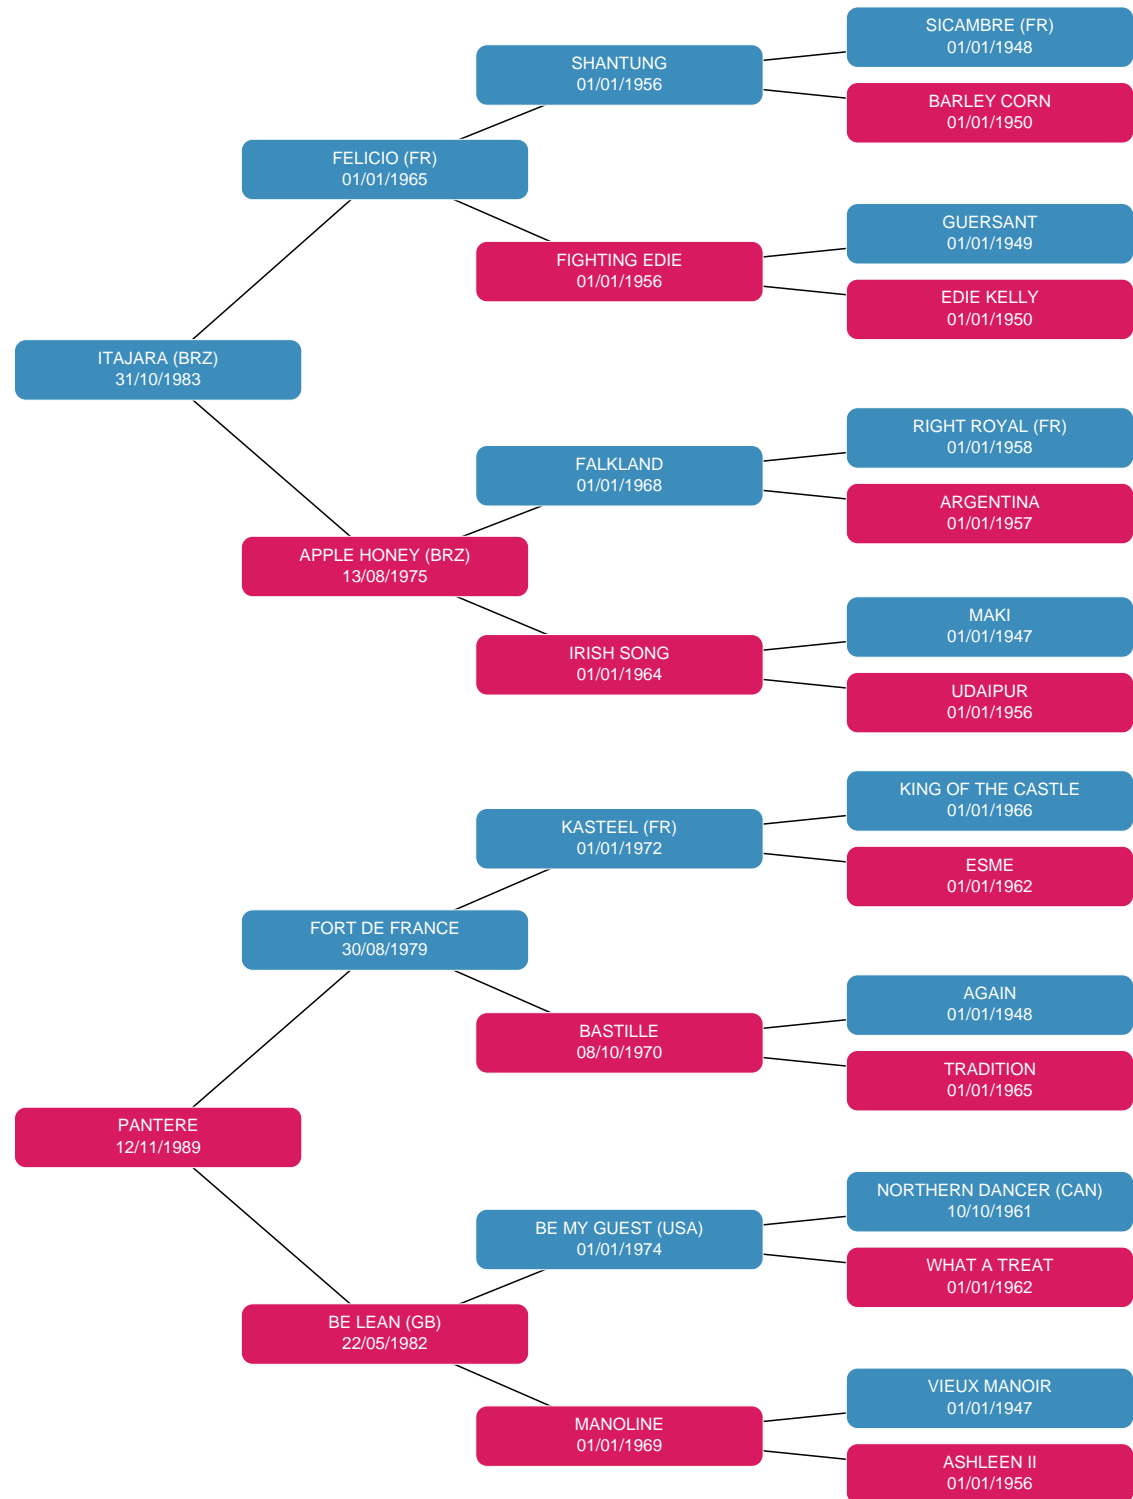 SICAMBRE (FR)
01/01/1948
SHANTUNG
01/01/1956
BARLEY CORN
01/01/1950
FELICIO (FR)
01/01/1965
GUERSANT
01/01/1949
FIGHTING EDIE
01/01/1956
EDIE KELLY
01/01/1950
ITAJARA (BRZ)
31/10/1983
RIGHT ROYAL (FR)
01/01/1958
FALKLAND
01/01/1968
ARGENTINA
01/01/1957
APPLE HONEY (BRZ)
13/08/1975
MAKI
01/01/1947
IRISH SONG
01/01/1964
UDAIPUR
01/01/1956
KING OF THE CASTLE
01/01/1966
KASTEEL (FR)
01/01/1972
ESME
01/01/1962
FORT DE FRANCE
30/08/1979
AGAIN
01/01/1948
BASTILLE
08/10/1970
TRADITION
01/01/1965
PANTERE
12/11/1989
NORTHERN DANCER (CAN)
10/10/1961
BE MY GUEST (USA)
01/01/1974
WHAT A TREAT
01/01/1962
BE LEAN (GB)
22/05/1982
VIEUX MANOIR
01/01/1947
MANOLINE
01/01/1969
ASHLEEN II
01/01/1956